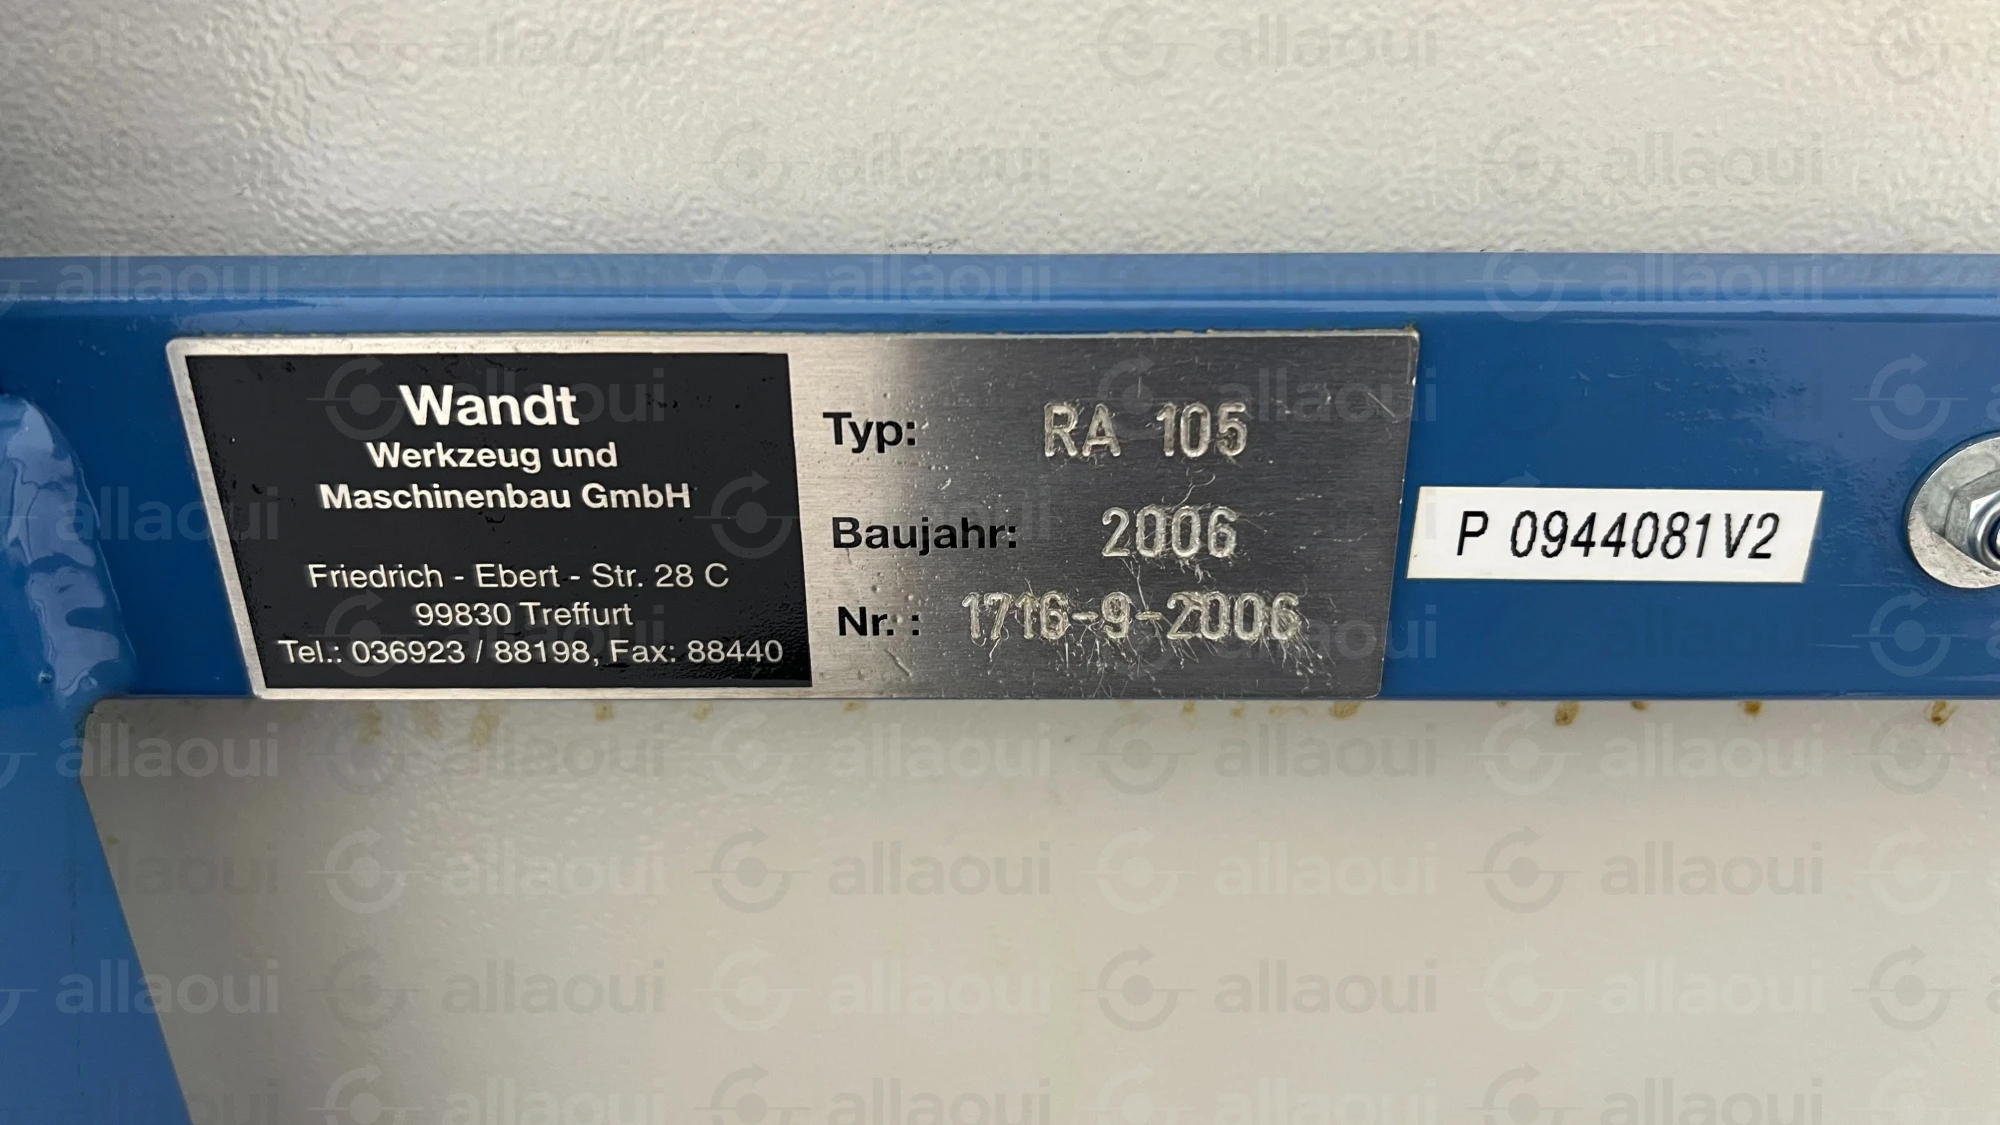 Wandt
Werkzeug und
Maschinenbau GmbH
Friedrich - Ebert - Str. 28 C
99830 Treffurt
Tel.: 036923 / 88198, Fax: 88440
Typ: RA 105
Baujahr: 2006
Nr. : 1716-9-2006
P 0944081V2
allaoui